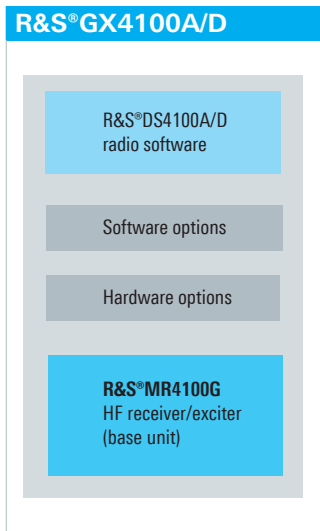 R&S®GX4100A/D
R&S®DS4100A/D
radio software
Software options
Hardware options
R&S®MR4100G
HF receiver/exciter
(base unit)